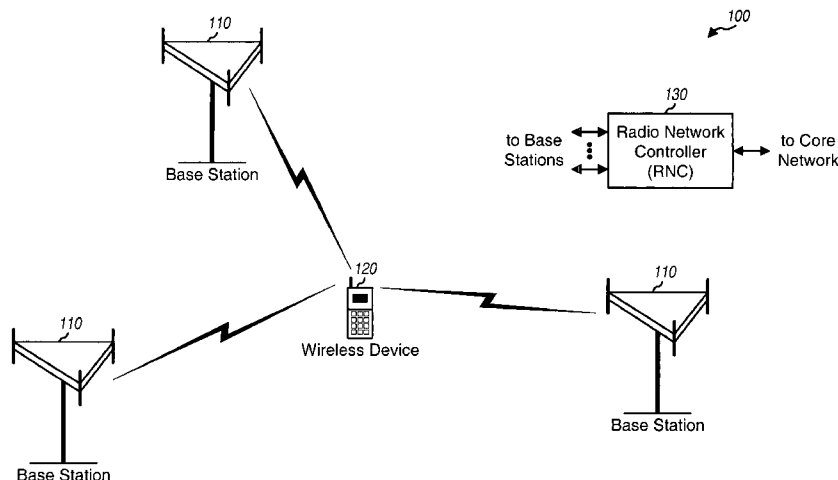 110
100
130
to Base
Stations
Radio Network
Controller
(RNC)
to Core
Network
Base Station
120
Wireless Device
110
Base Station
110
Base Station